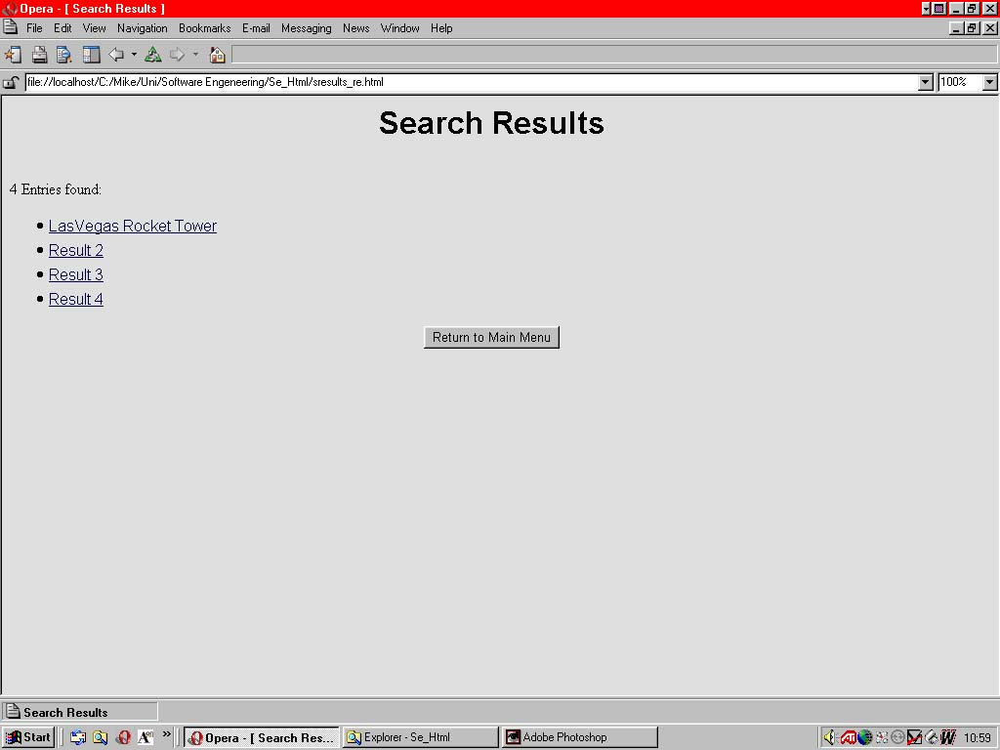 Opera - [ Search Results ]
File Edit View Navigation Bookmarks E-mail Messaging News Window Help
file://localhost/C:/Mike/Uni/Software Engeneering/Se_Html/sresults_re.html 100%
Search Results
4 Entries found:
LasVegas Rocket Tower
Result 2
Result 3
Result 4
Return to Main Menu
Search Results
Start Opera - [ Search Res... Explorer - Se_Html Adobe Photoshop 10:59